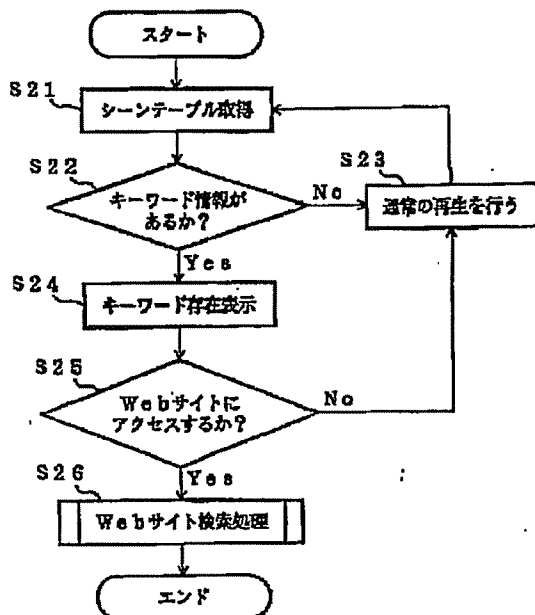 スタート
S21
シーンテーブル取得
S22
キーワード情報が
あるか?
No
S23
通常の再生を行う
Yes
S24
キーワード存在表示
S25
Webサイトに
アクセスするか?
No
Yes
S26
Webサイト検索処理
エンド